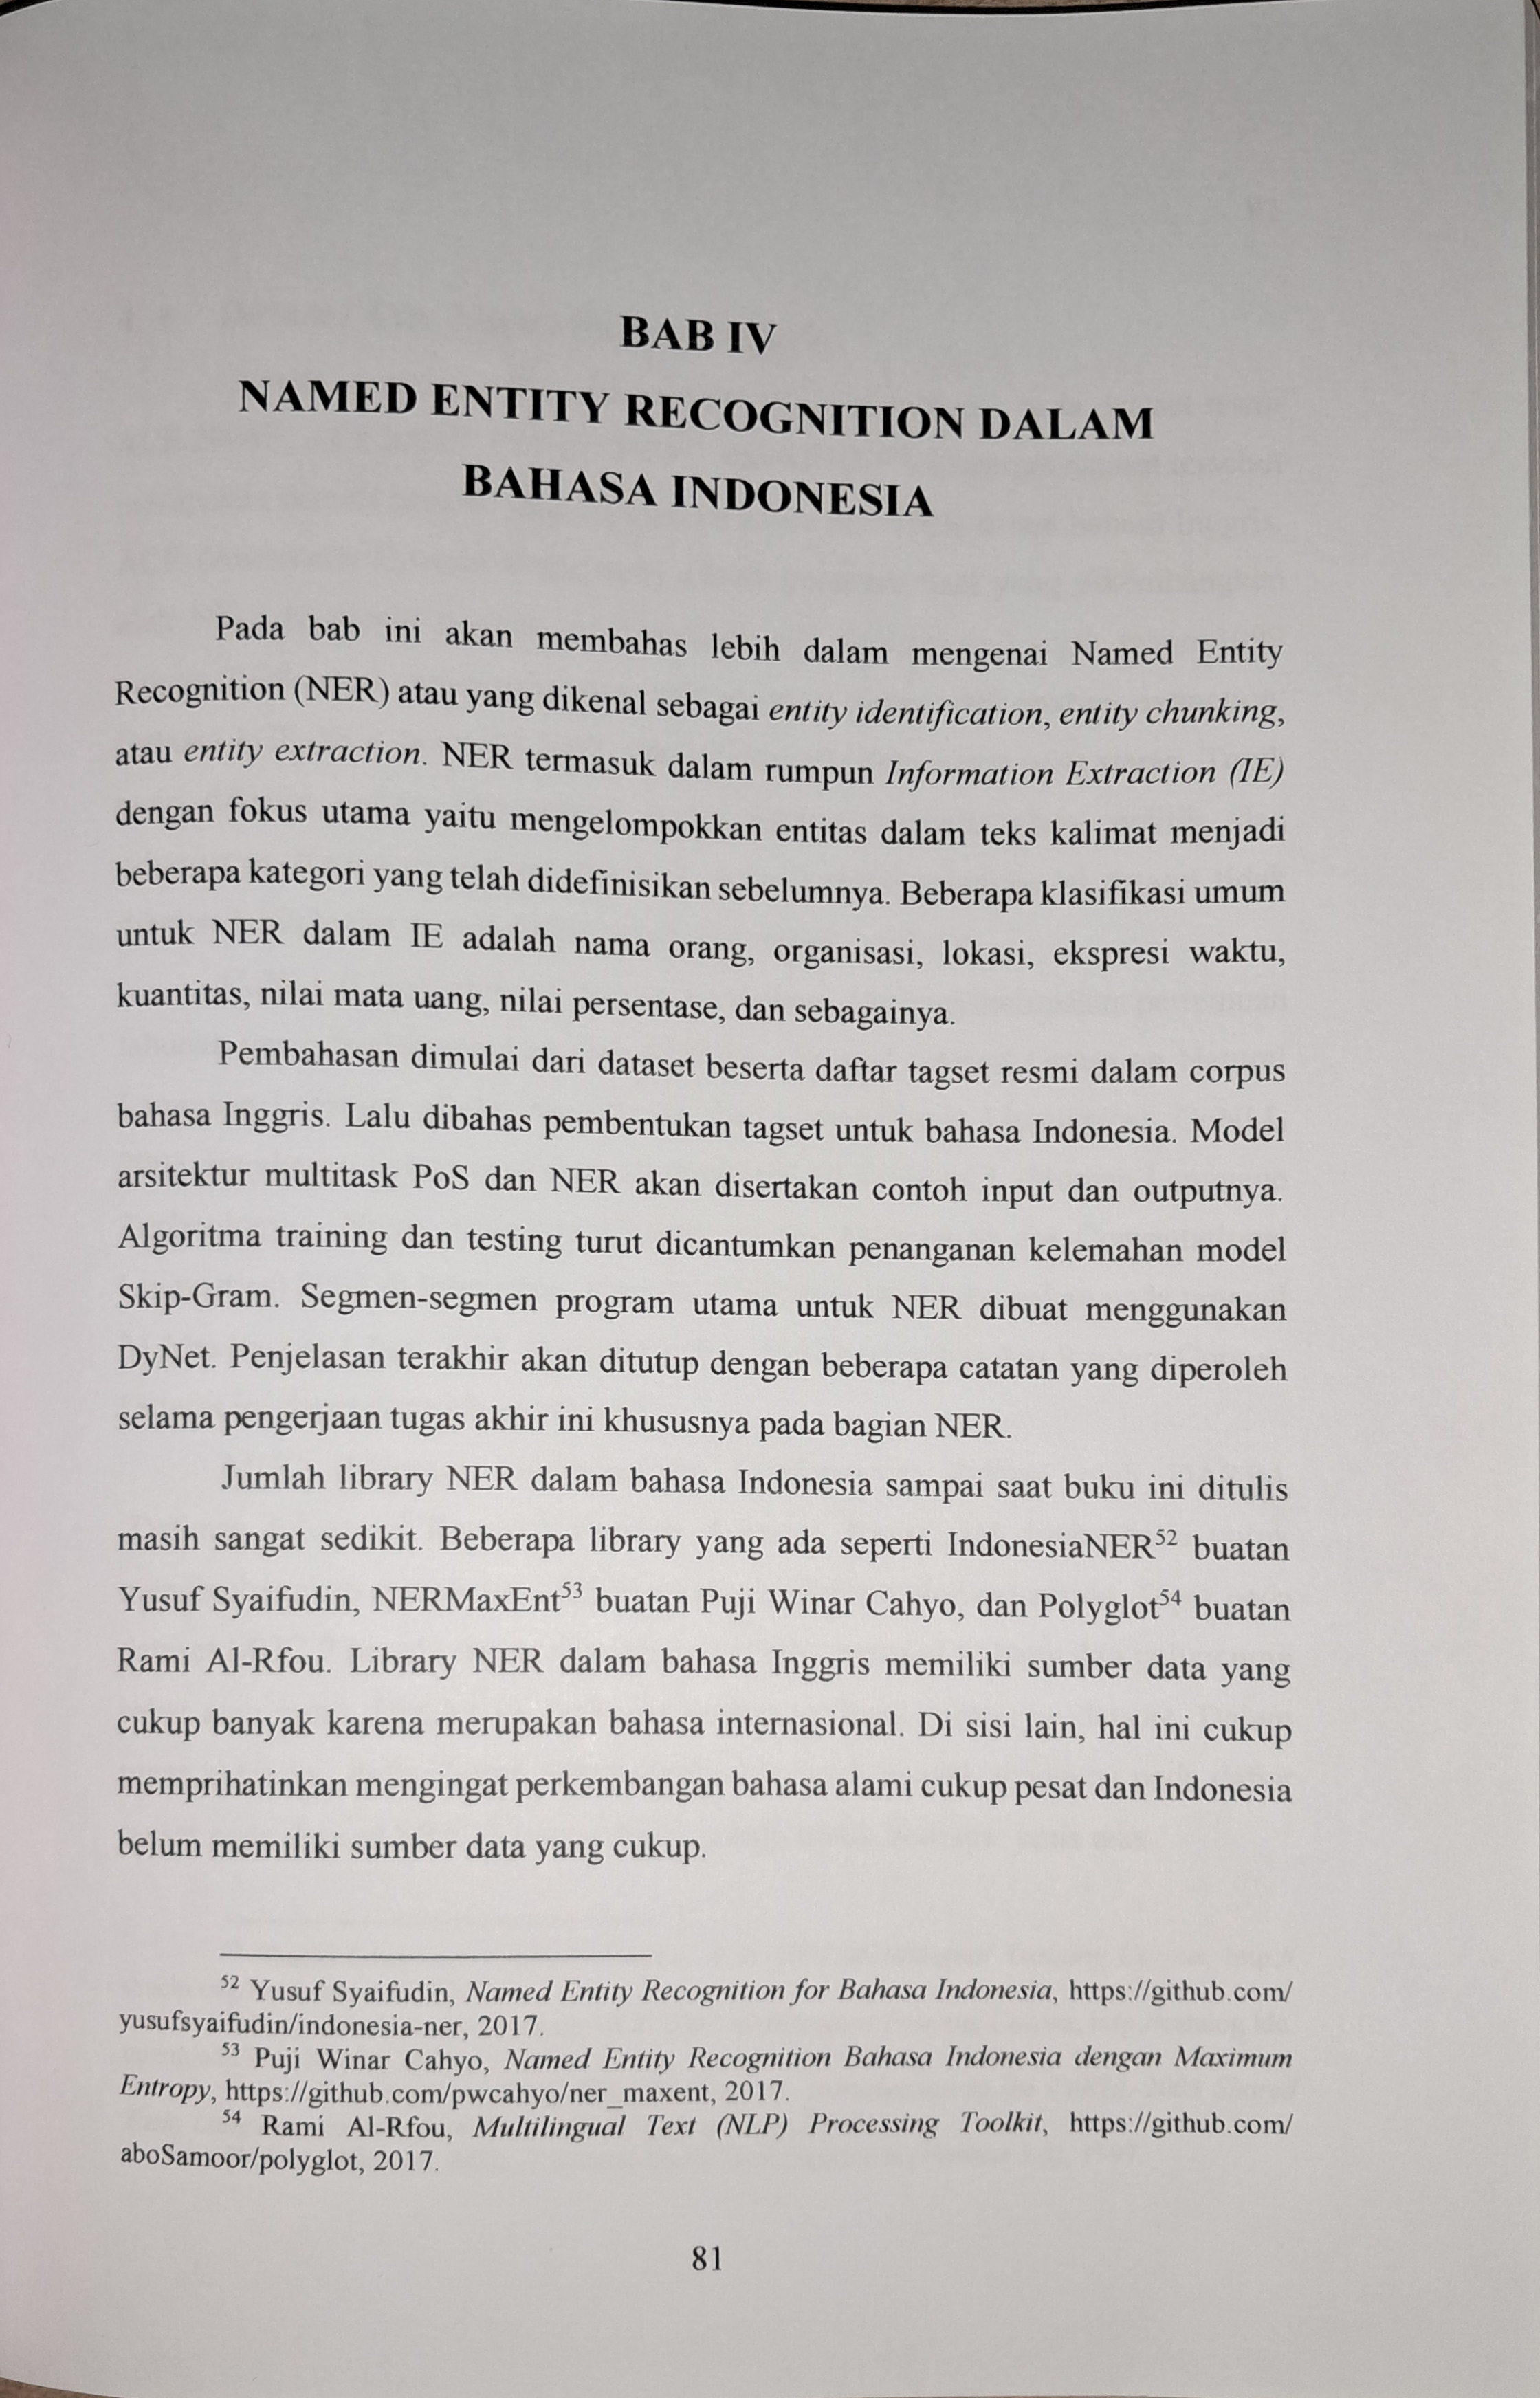 BAB IV
NAMED ENTITY RECOGNITION DALAM
BAHASA INDONESIA
Pada bab ini akan membahas lebih dalam mengenai Named Entity
Recognition (NER) atau yang dikenal sebagai entity identification, entity chunking,
atau entity extraction. NER termasuk dalam rumpun Information Extraction (IE)
dengan fokus utama yaitu mengelompokkan entitas dalam teks kalimat menjadi
beberapa kategori yang telah didefinisikan sebelumnya. Beberapa klasifikasi umum
untuk NER dalam IE adalah nama orang, organisasi, lokasi, ekspresi waktu,
kuantitas, nilai mata uang, nilai persentase, dan sebagainya.
Pembahasan dimulai dari dataset beserta daftar tagset resmi dalam corpus
bahasa Inggris. Lalu dibahas pembentukan tagset untuk bahasa Indonesia. Model
arsitektur multitask PoS dan NER akan disertakan contoh input dan outputnya.
Algoritma training dan testing turut dicantumkan penanganan kelemahan model
Skip-Gram. Segmen-segmen program utama untuk NER dibuat menggunakan
DyNet. Penjelasan terakhir akan ditutup dengan beberapa catatan yang diperoleh
selama pengerjaan tugas akhir ini khususnya pada bagian NER.
Jumlah library NER dalam bahasa Indonesia sampai saat buku ini ditulis
masih sangat sedikit. Beberapa library yang ada seperti IndonesiaNER⁵² buatan
Yusuf Syaifudin, NERMaxEnt⁵³ buatan Puji Winar Cahyo, dan Polyglot⁵⁴ buatan
Rami Al-Rfou. Library NER dalam bahasa Inggris memiliki sumber data yang
cukup banyak karena merupakan bahasa internasional. Di sisi lain, hal ini cukup
memprihatinkan mengingat perkembangan bahasa alami cukup pesat dan Indonesia
belum memiliki sumber data yang cukup.
⁵² Yusuf Syaifudin, Named Entity Recognition for Bahasa Indonesia, https://github.com/
yusufsyaifudin/indonesia-ner, 2017.
⁵³ Puji Winar Cahyo, Named Entity Recognition Bahasa Indonesia dengan Maximum
Entropy, https://github.com/pwcahyo/ner_maxent, 2017.
⁵⁴ Rami Al-Rfou, Multilingual Text (NLP) Processing Toolkit, https://github.com/
aboSamoor/polyglot, 2017.
81